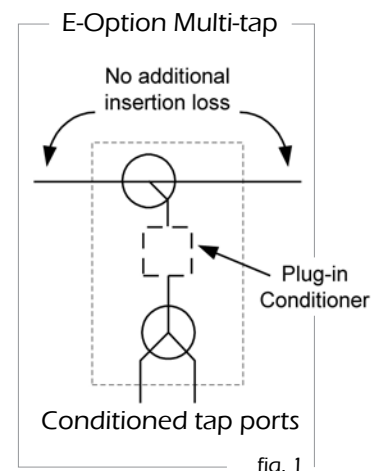 E-Option Multi-tap
No additional
insertion loss
Plug-in
Conditioner
Conditioned tap ports
fig. 1